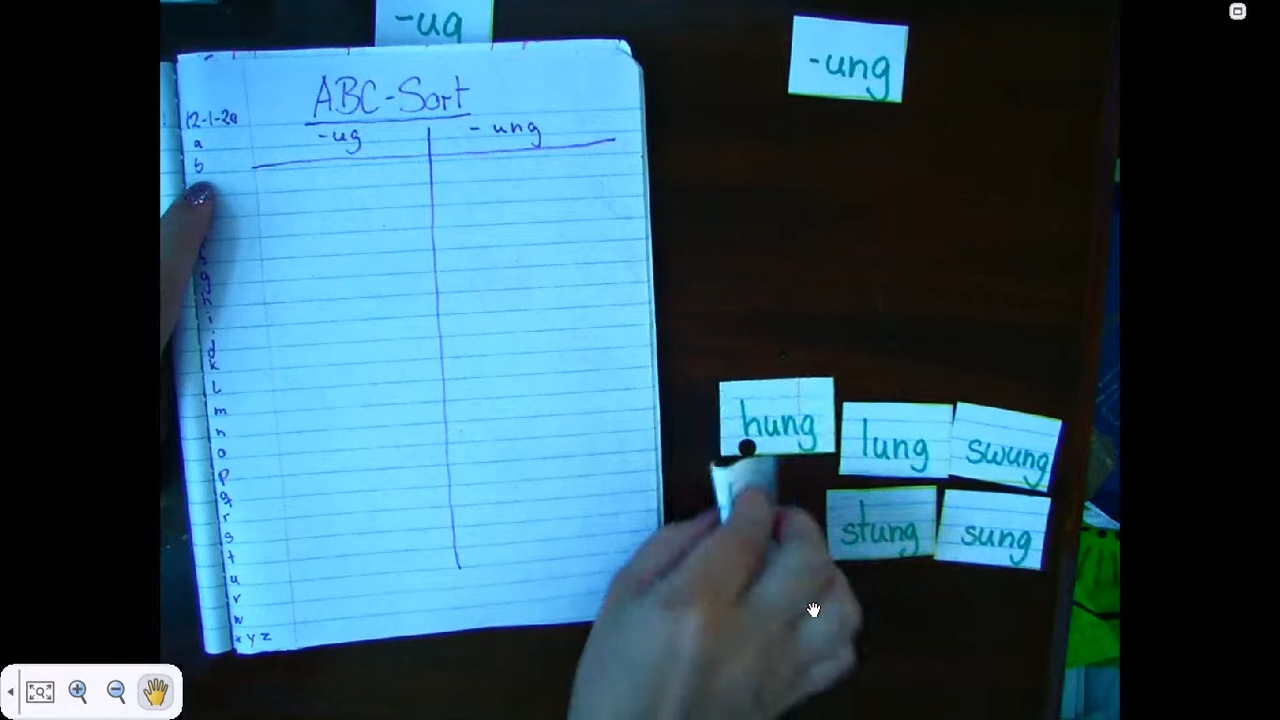 -ug
-ung
ABC-Sort
12-1-20
-ug
-ung
a
b
g
h
i
j
k
L
m
n
o
p
q
r
s
t
u
v
w
x y z
hung
lung
swung
stung
sung